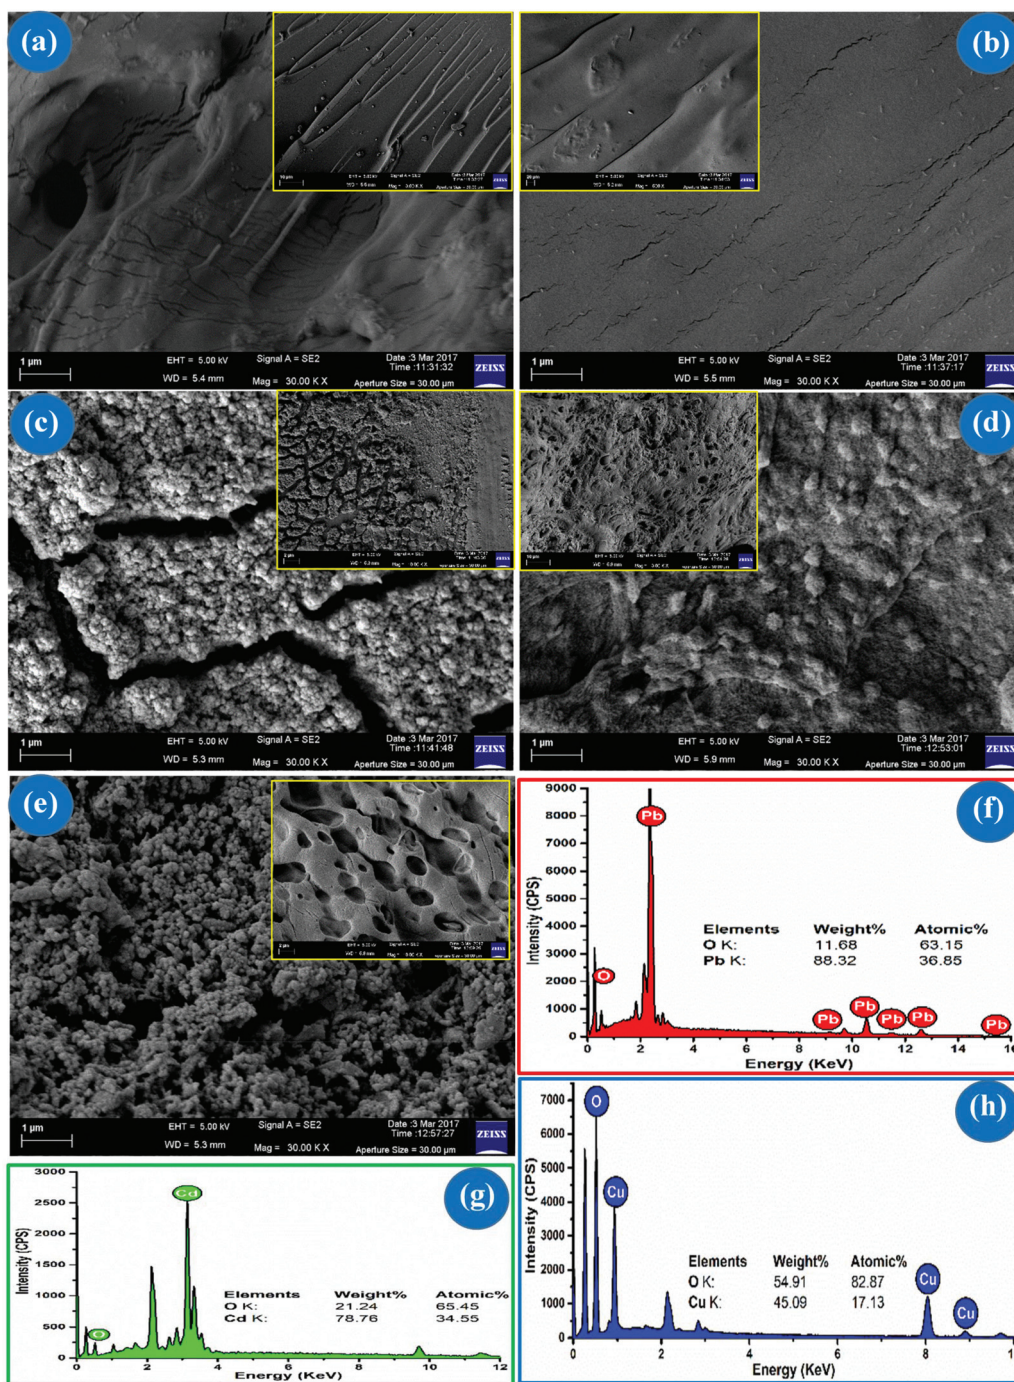 (a)
1 µm
EHT = 5.00 kV
Signal A = SE2
Date :3 Mar 2017
Time :11:31:32
WD = 5.4 mm
Mag = 30.00 K X
Aperture Size = 30.00 µm
ZEISS
(b)
1 µm
EHT = 5.00 kV
Signal A = SE2
Date :3 Mar 2017
Time :11:37:17
WD = 5.5 mm
Mag = 30.00 K X
Aperture Size = 30.00 µm
ZEISS
(c)
1 µm
EHT = 5.00 kV
Signal A = SE2
Date :3 Mar 2017
Time :11:41:48
WD = 5.3 mm
Mag = 30.00 K X
Aperture Size = 30.00 µm
ZEISS
(d)
1 µm
EHT = 5.00 kV
Signal A = SE2
Date :3 Mar 2017
Time :12:53:01
WD = 5.9 mm
Mag = 30.00 K X
Aperture Size = 30.00 µm
ZEISS
(e)
1 µm
EHT = 5.00 kV
Signal A = SE2
Date :3 Mar 2017
Time :12:57:27
WD = 5.3 mm
Mag = 30.00 K X
Aperture Size = 30.00 µm
ZEISS
(f)
9000
8000
7000
6000
5000
4000
3000
2000
1000
0
Intensity (CPS)
Pb
O
Elements Weight% Atomic%
O K: 11.68 63.15
Pb K: 88.32 36.85
Pb Pb Pb Pb Pb
0 2 4 6 8 10 12 14 16
Energy (KeV)
(g)
3000
2500
2000
1500
1000
500
0
Intensity (CPS)
Cd
O
Elements Weight% Atomic%
O K: 21.24 65.45
Cd K: 78.76 34.55
0 2 4 6 8 10 12
Energy (KeV)
(h)
7000
6000
5000
4000
3000
2000
1000
0
Intensity (CPS)
O
Cu
Elements Weight% Atomic%
O K: 54.91 82.87
Cu K: 45.09 17.13
Cu
Cu
0 2 4 6 8 10
Energy (KeV)